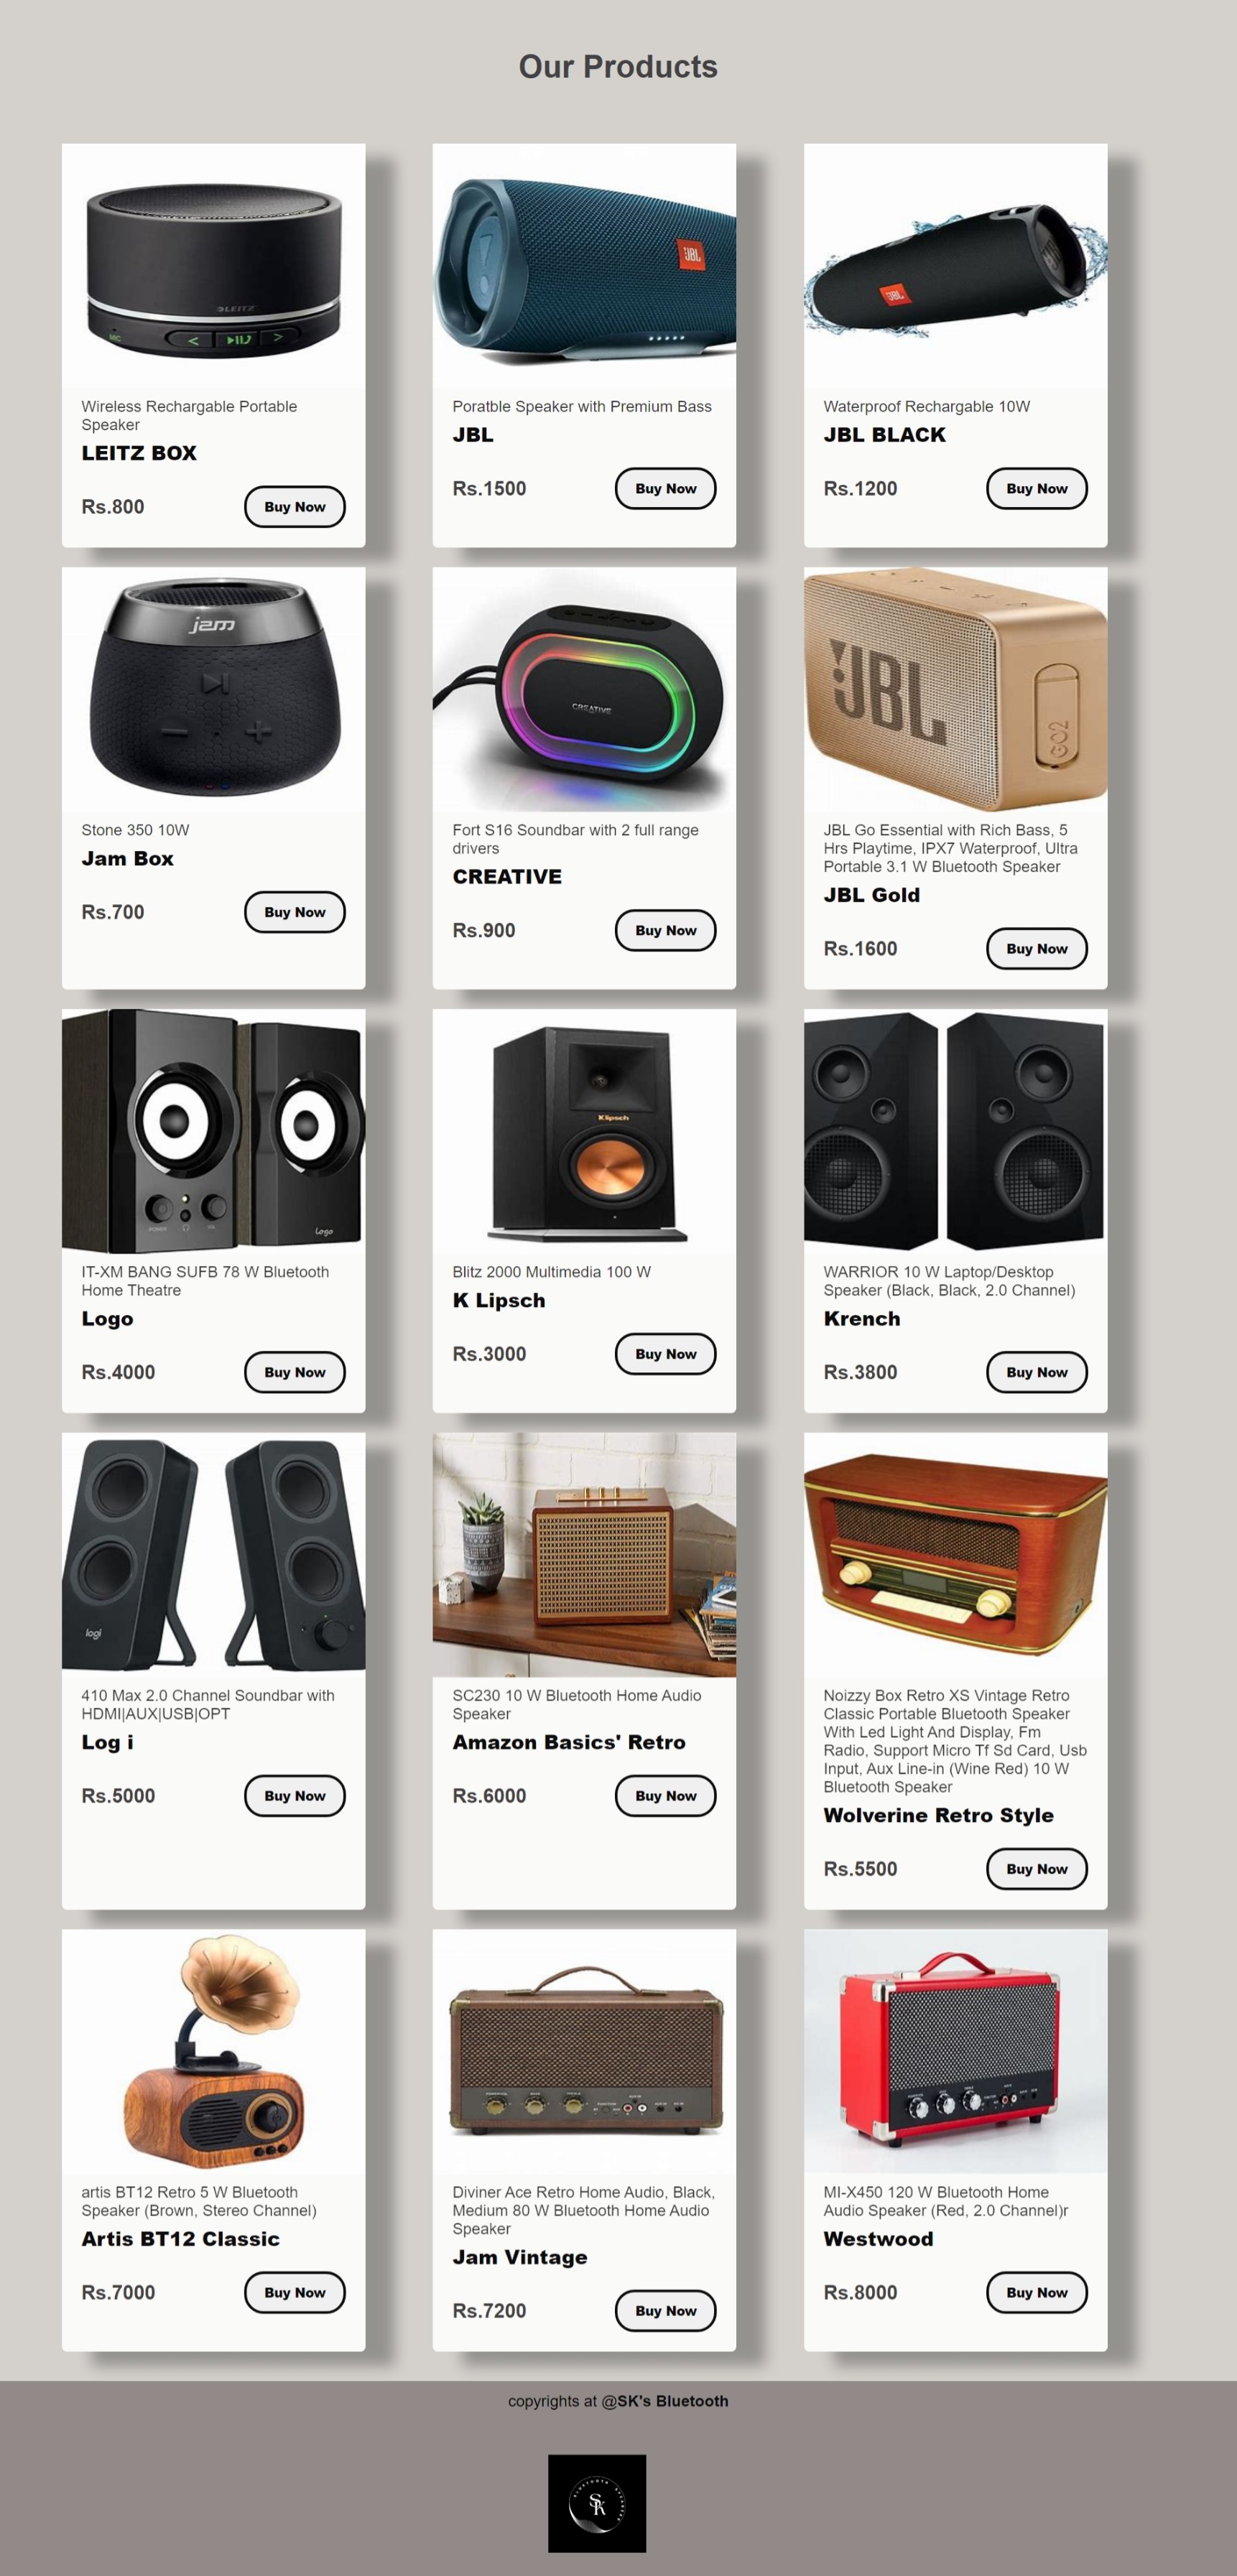 Our Products
LEITZ
Wireless Rechargable Portable
Speaker
LEITZ BOX
Rs.800
Buy Now
JBL
Poratble Speaker with Premium Bass
JBL
Rs.1500
Buy Now
JBL
Waterproof Rechargable 10W
JBL BLACK
Rs.1200
Buy Now
jam
Stone 350 10W
Jam Box
Rs.700
Buy Now
CREATIVE
Fort S16 Soundbar with 2 full range
drivers
CREATIVE
Rs.900
Buy Now
JBL
GO2
JBL Go Essential with Rich Bass, 5
Hrs Playtime, IPX7 Waterproof, Ultra
Portable 3.1 W Bluetooth Speaker
JBL Gold
Rs.1600
Buy Now
Logo
IT-XM BANG SUFB 78 W Bluetooth
Home Theatre
Logo
Rs.4000
Buy Now
Klipsch
Blitz 2000 Multimedia 100 W
K Lipsch
Rs.3000
Buy Now
WARRIOR 10 W Laptop/Desktop
Speaker (Black, Black, 2.0 Channel)
Krench
Rs.3800
Buy Now
logi
410 Max 2.0 Channel Soundbar with
HDMI|AUX|USB|OPT
Log i
Rs.5000
Buy Now
SC230 10 W Bluetooth Home Audio
Speaker
Amazon Basics' Retro
Rs.6000
Buy Now
Noizzy Box Retro XS Vintage Retro
Classic Portable Bluetooth Speaker
With Led Light And Display, Fm
Radio, Support Micro Tf Sd Card, Usb
Input, Aux Line-in (Wine Red) 10 W
Bluetooth Speaker
Wolverine Retro Style
Rs.5500
Buy Now
artis BT12 Retro 5 W Bluetooth
Speaker (Brown, Stereo Channel)
Artis BT12 Classic
Rs.7000
Buy Now
Diviner Ace Retro Home Audio, Black,
Medium 80 W Bluetooth Home Audio
Speaker
Jam Vintage
Rs.7200
Buy Now
MI-X450 120 W Bluetooth Home
Audio Speaker (Red, 2.0 Channel)r
Westwood
Rs.8000
Buy Now
copyrights at @SK's Bluetooth
SK